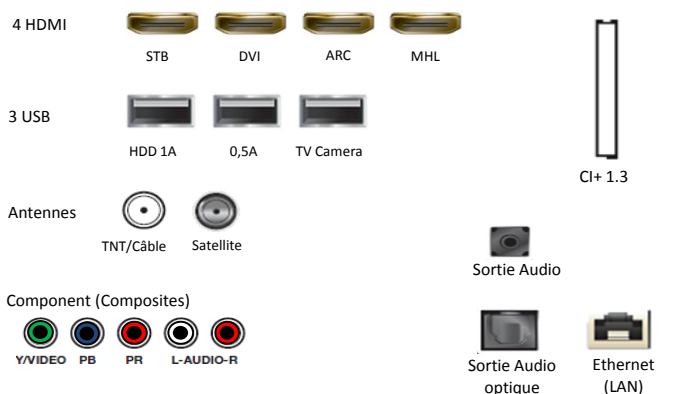 4 HDMI
STB DVI ARC MHL
3 USB
HDD 1A 0,5A TV Camera
CI+ 1.3
Antennes
TNT/Câble Satellite
Sortie Audio
Component (Composites)
Y/VIDEO PB PR L-AUDIO-R
Sortie Audio
optique
Ethernet
(LAN)